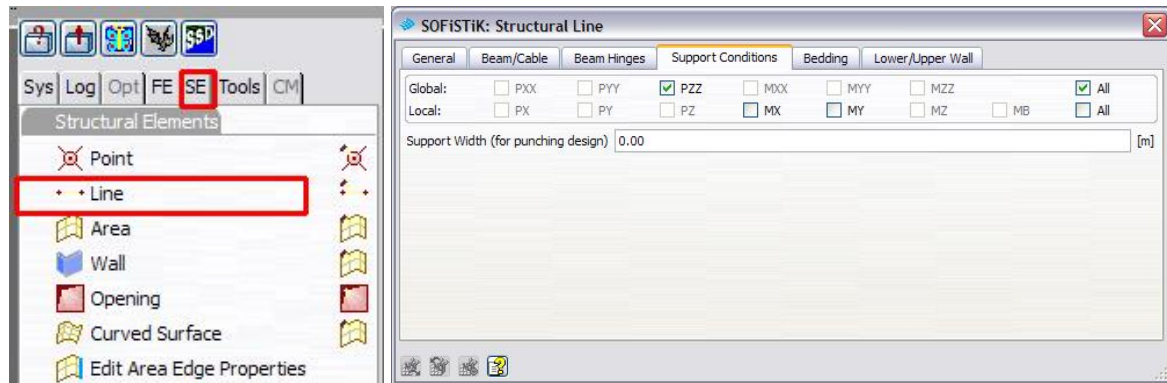 SSD
Sys Log Opt FE SE Tools CM
Structural Elements
Point
Line
Area
Wall
Opening
Curved Surface
Edit Area Edge Properties
SOFiSTiK: Structural Line
General Beam/Cable Beam Hinges Support Conditions Bedding Lower/Upper Wall
Global: PXX PYY PZZ MXX MYY MZZ All
Local: PX PY PZ MX MY MZ MB All
Support Width (for punching design) 0.00 [m]